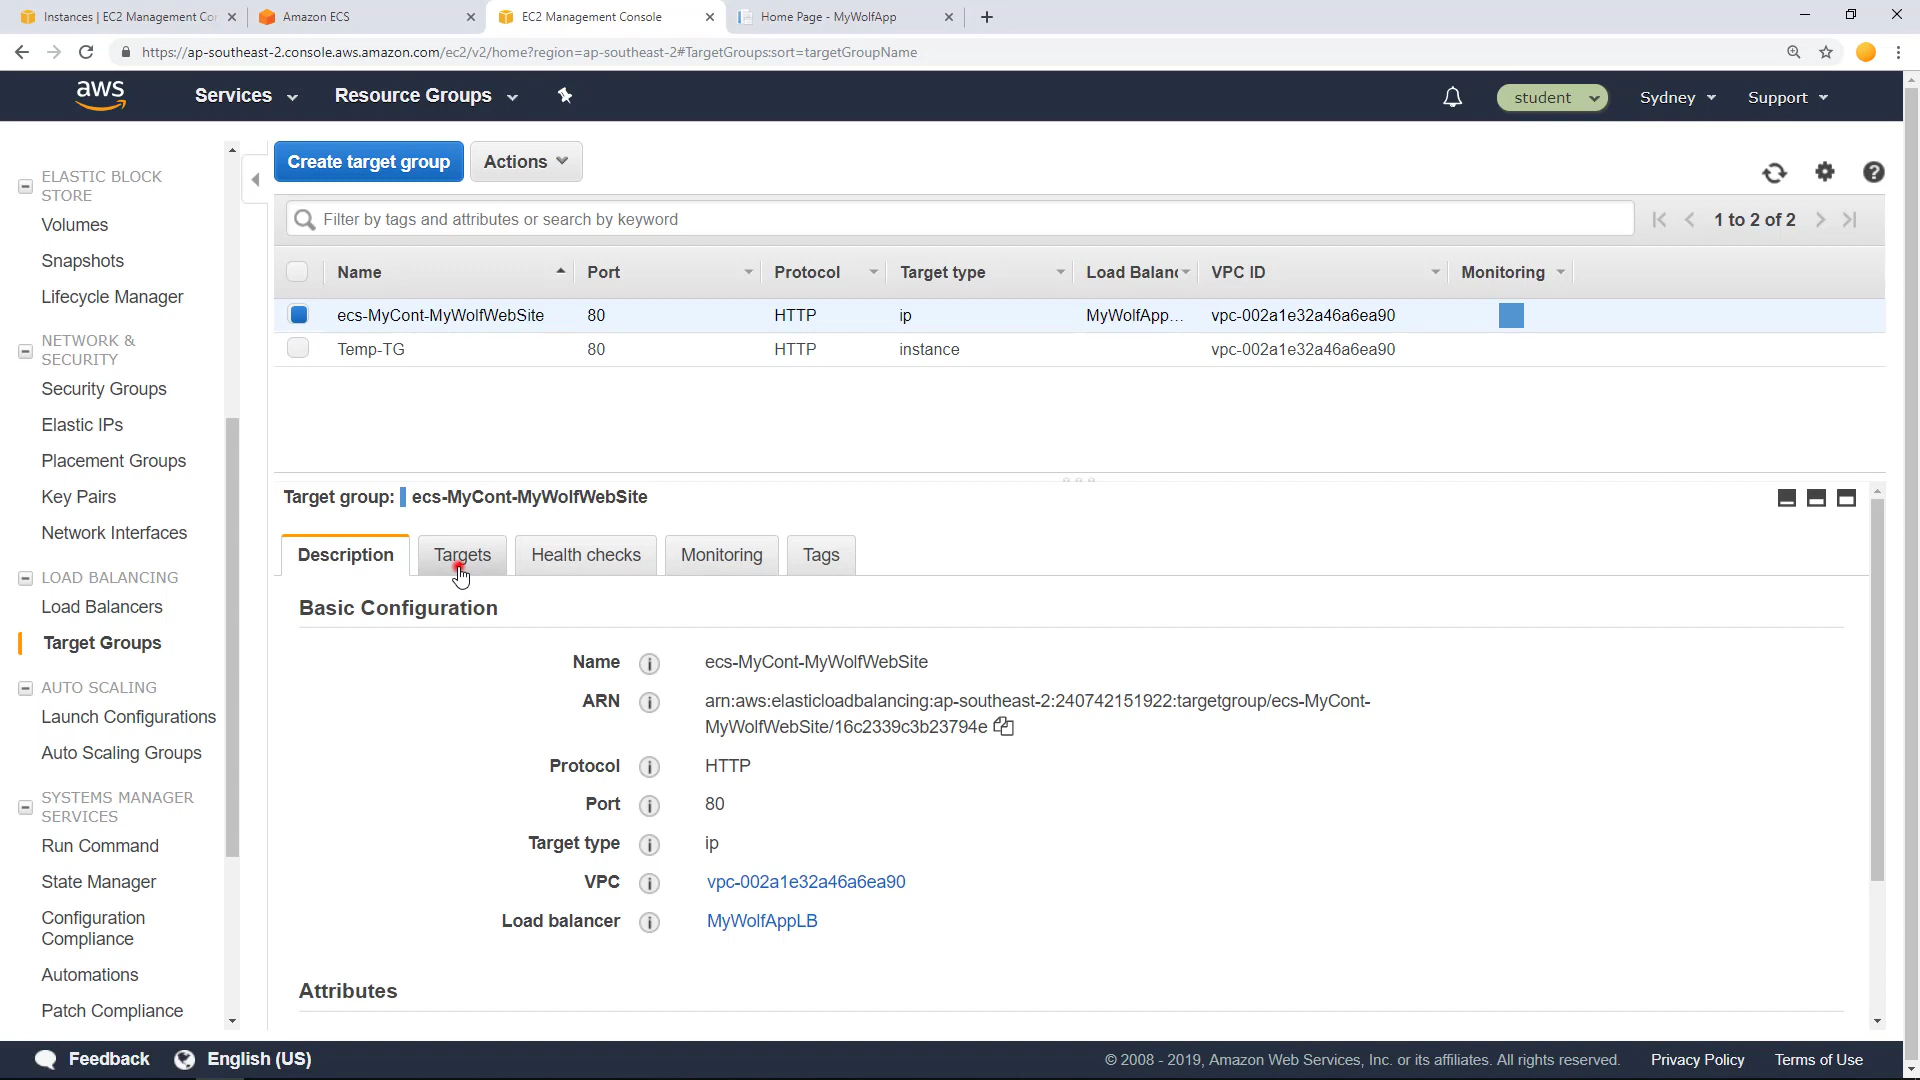 Instances | EC2 Management Co
Amazon ECS
EC2 Management Console
Home Page - MyWolfApp
https://ap-southeast-2.console.aws.amazon.com/ec2/v2/home?region=ap-southeast-2#TargetGroups:sort=targetGroupName
aws
Services
Resource Groups
student
Sydney
Support
ELASTIC BLOCK
STORE
Volumes
Snapshots
Lifecycle Manager
NETWORK &
SECURITY
Security Groups
Elastic IPs
Placement Groups
Key Pairs
Network Interfaces
LOAD BALANCING
Load Balancers
Target Groups
AUTO SCALING
Launch Configurations
Auto Scaling Groups
SYSTEMS MANAGER
SERVICES
Run Command
State Manager
Configuration
Compliance
Automations
Patch Compliance
Create target group
Actions
Filter by tags and attributes or search by keyword
1 to 2 of 2
Name Port Protocol Target type Load Balanc VPC ID Monitoring
ecs-MyCont-MyWolfWebSite 80 HTTP ip MyWolfApp... vpc-002a1e32a46a6ea90
Temp-TG 80 HTTP instance vpc-002a1e32a46a6ea90
Target group: ecs-MyCont-MyWolfWebSite
Description Targets Health checks Monitoring Tags
Basic Configuration
Name ecs-MyCont-MyWolfWebSite
ARN arn:aws:elasticloadbalancing:ap-southeast-2:240742151922:targetgroup/ecs-MyCont-
MyWolfWebSite/16c2339c3b23794e
Protocol HTTP
Port 80
Target type ip
VPC vpc-002a1e32a46a6ea90
Load balancer MyWolfAppLB
Attributes
Feedback
English (US)
© 2008 - 2019, Amazon Web Services, Inc. or its affiliates. All rights reserved.
Privacy Policy
Terms of Use